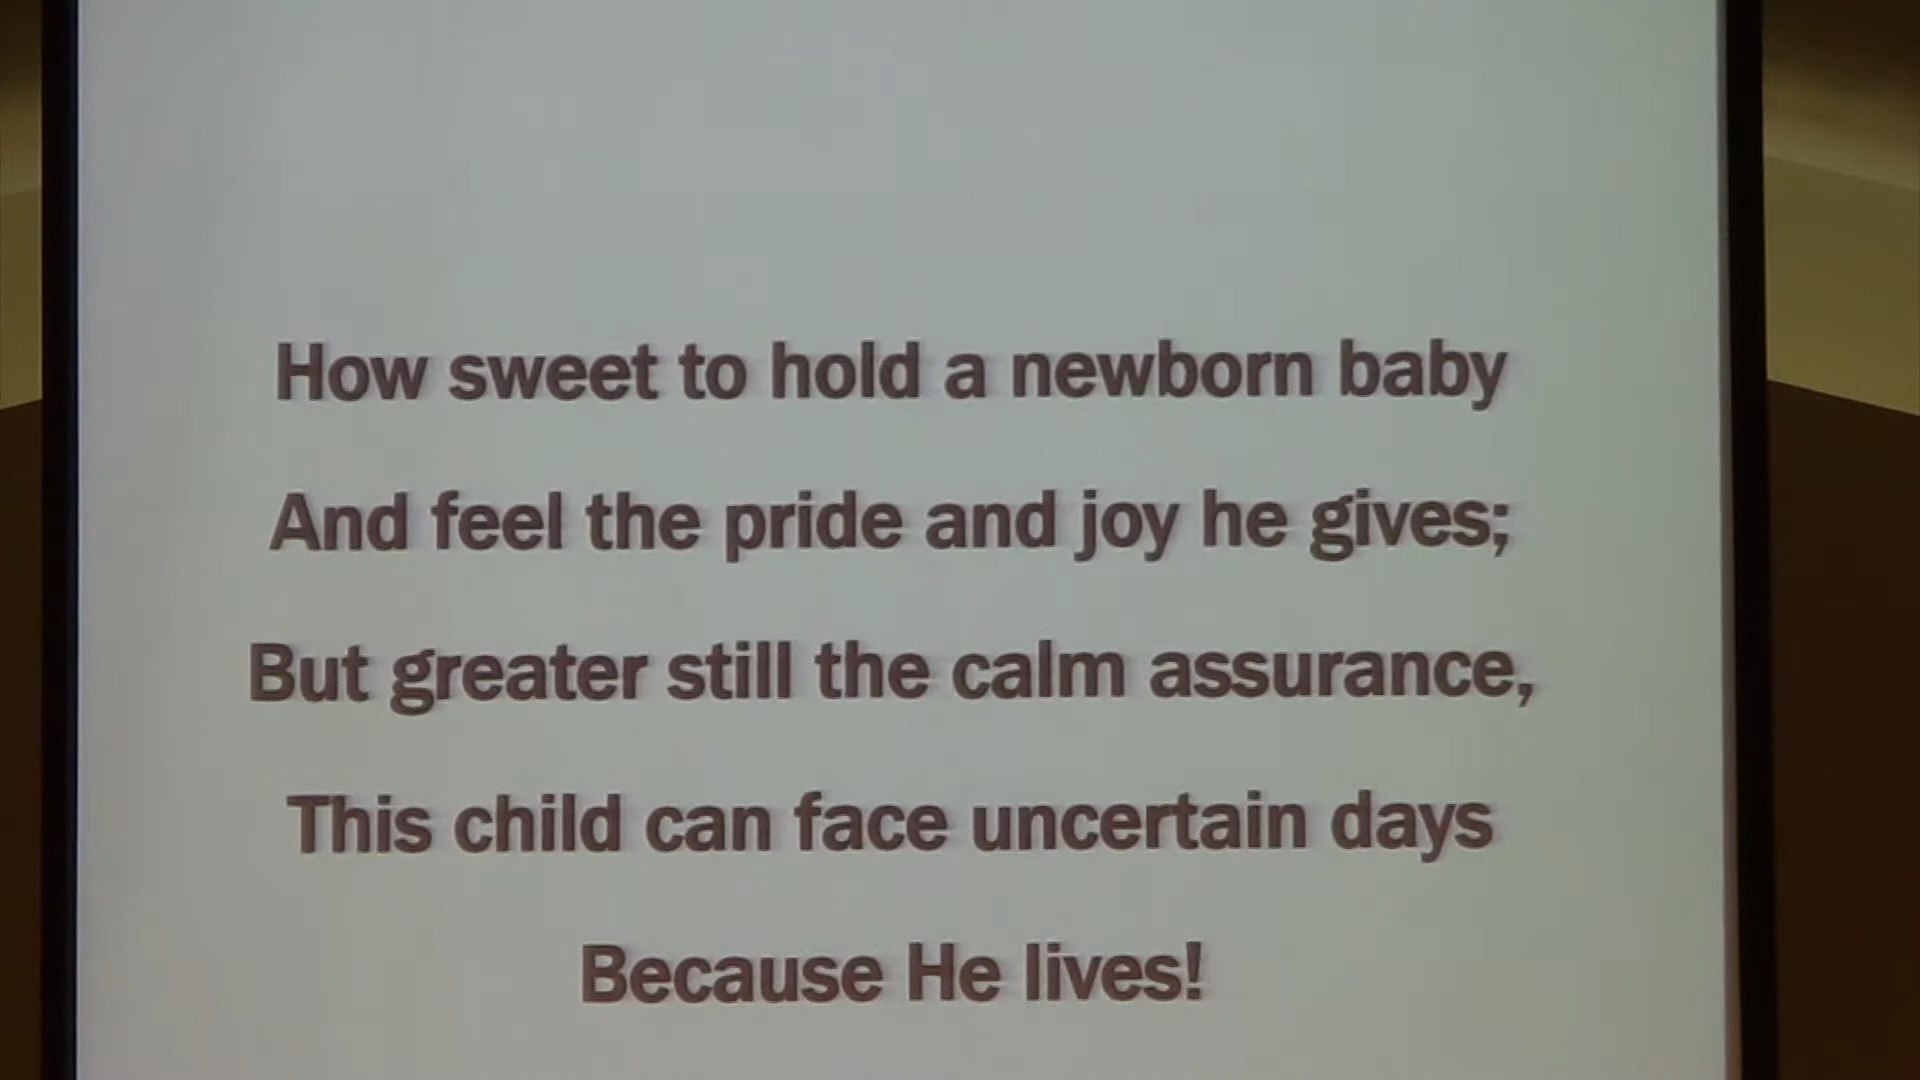 How sweet to hold a newborn baby
And feel the pride and joy he gives;
But greater still the calm assurance,
This child can face uncertain days
Because He lives!